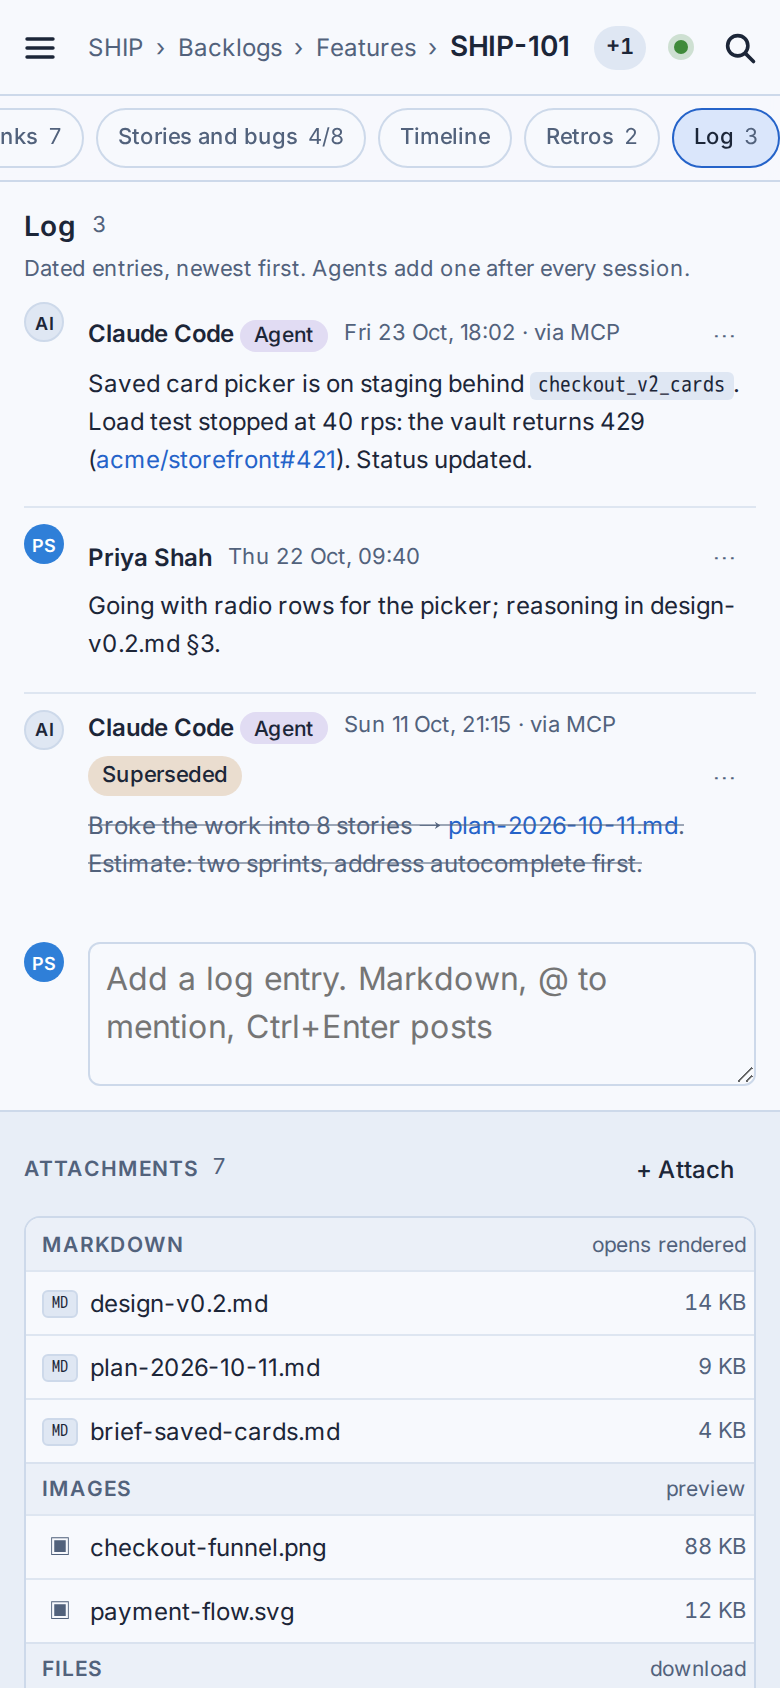 SHIP › Backlogs › Features › SHIP-101 +1
nks 7 Stories and bugs 4/8 Timeline Retros 2 Log 3
Log 3
Dated entries, newest first. Agents add one after every session.
AI Claude Code Agent Fri 23 Oct, 18:02 · via MCP ...
Saved card picker is on staging behind checkout_v2_cards.
Load test stopped at 40 rps: the vault returns 429
(acme/storefront#421). Status updated.
PS Priya Shah Thu 22 Oct, 09:40 ...
Going with radio rows for the picker; reasoning in design-
v0.2.md §3.
AI Claude Code Agent Sun 11 Oct, 21:15 · via MCP
Superseded ...
Broke the work into 8 stories → plan-2026-10-11.md.
Estimate: two sprints, address autocomplete first.
PS Add a log entry. Markdown, @ to
mention, Ctrl+Enter posts
ATTACHMENTS 7 + Attach
MARKDOWN opens rendered
MD design-v0.2.md 14 KB
MD plan-2026-10-11.md 9 KB
MD brief-saved-cards.md 4 KB
IMAGES preview
▣ checkout-funnel.png 88 KB
▣ payment-flow.svg 12 KB
FILES download